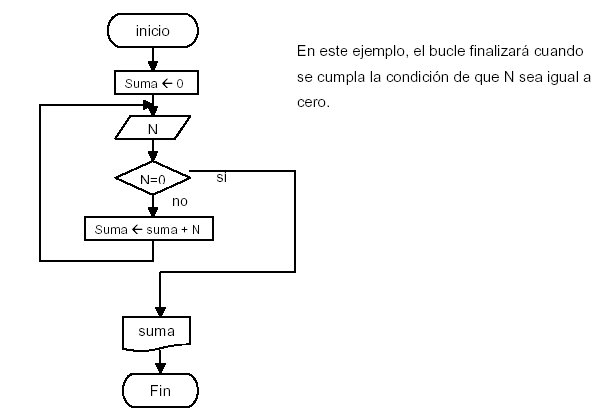 inicio
En este ejemplo, el bucle finalizará cuando
se cumpla la condición de que N sea igual a
cero.
Suma ← 0
N
N=0
si
no
Suma ← suma + N
suma
Fin